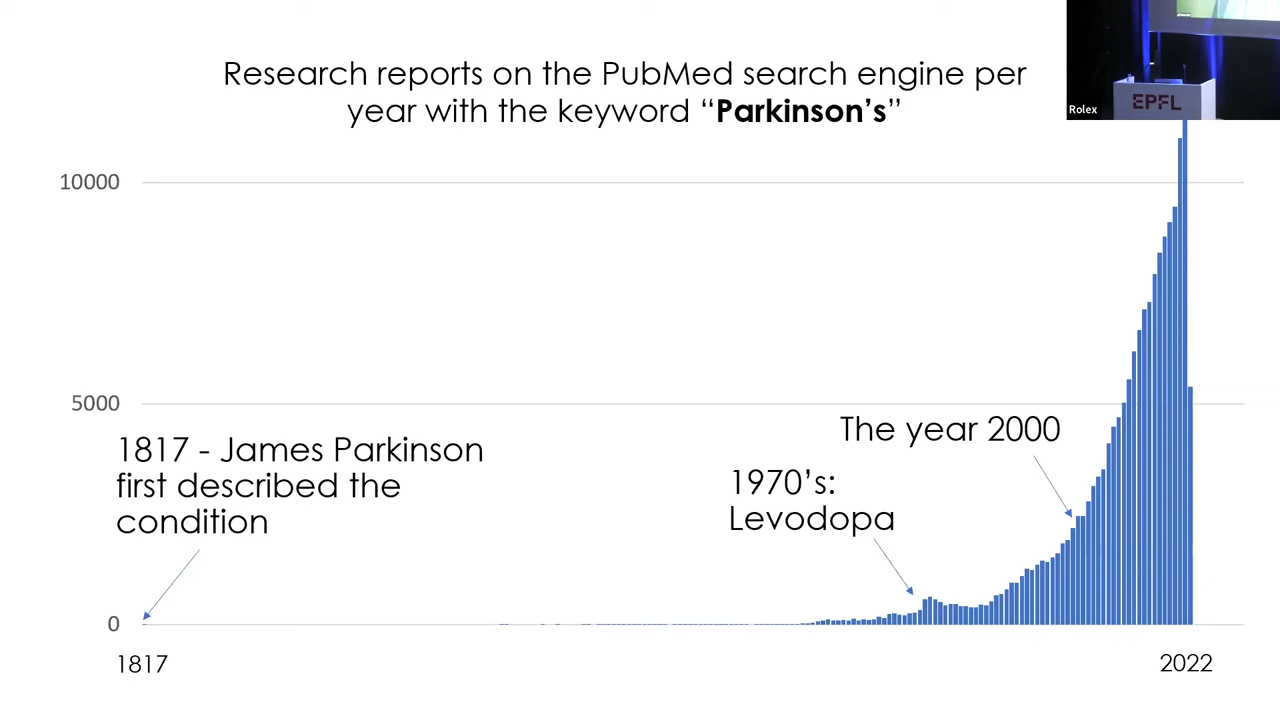 Research reports on the PubMed search engine per
year with the keyword “Parkinson’s”
Rolex
EPFL
10000
5000
0
1817 - James Parkinson
first described the
condition
1970’s:
Levodopa
The year 2000
1817
2022